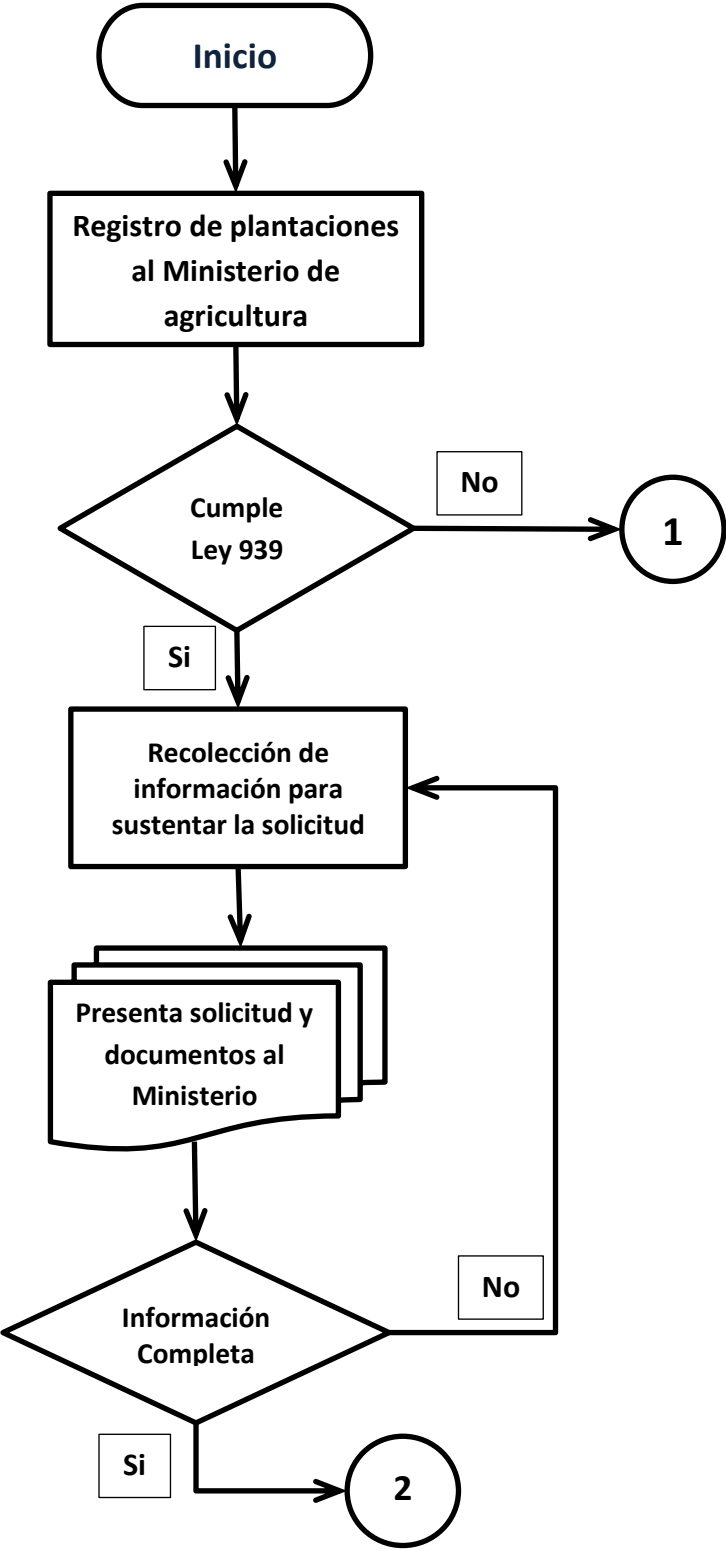 Inicio
Registro de plantaciones
al Ministerio de
agricultura
Cumple
Ley 939
No
1
Si
Recolección de
información para
sustentar la solicitud
Presenta solicitud y
documentos al
Ministerio
Información
Completa
No
Si
2